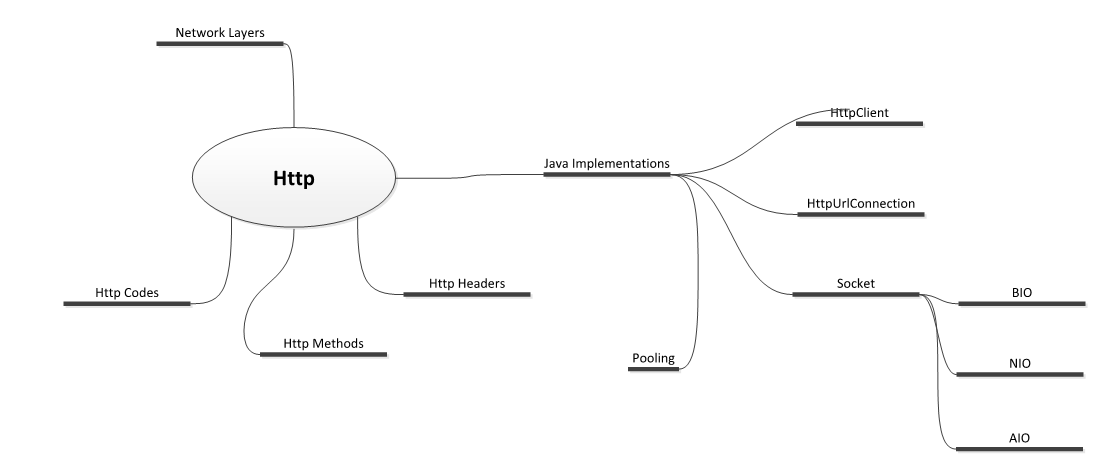 Network Layers
HttpClient
Java Implementations
Http
HttpUrlConnection
Http Headers
Socket
Http Codes
BIO
Http Methods
Pooling
NIO
AIO